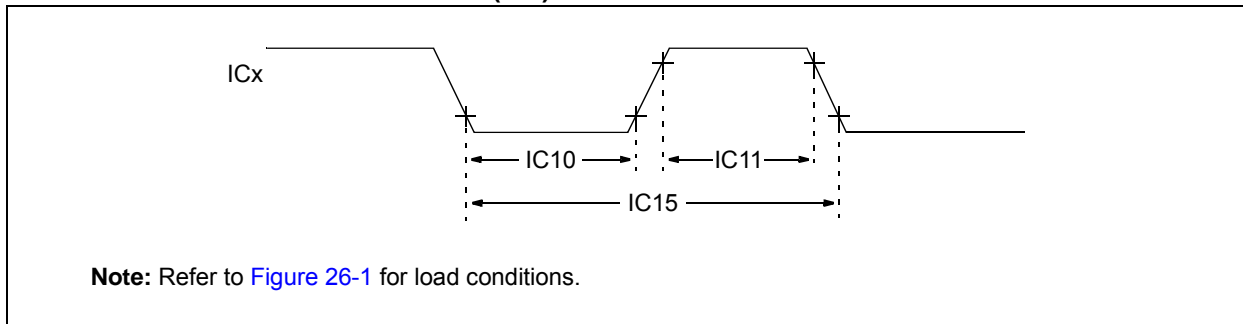 ICx
IC10
IC11
IC15
Note: Refer to Figure 26-1 for load conditions.